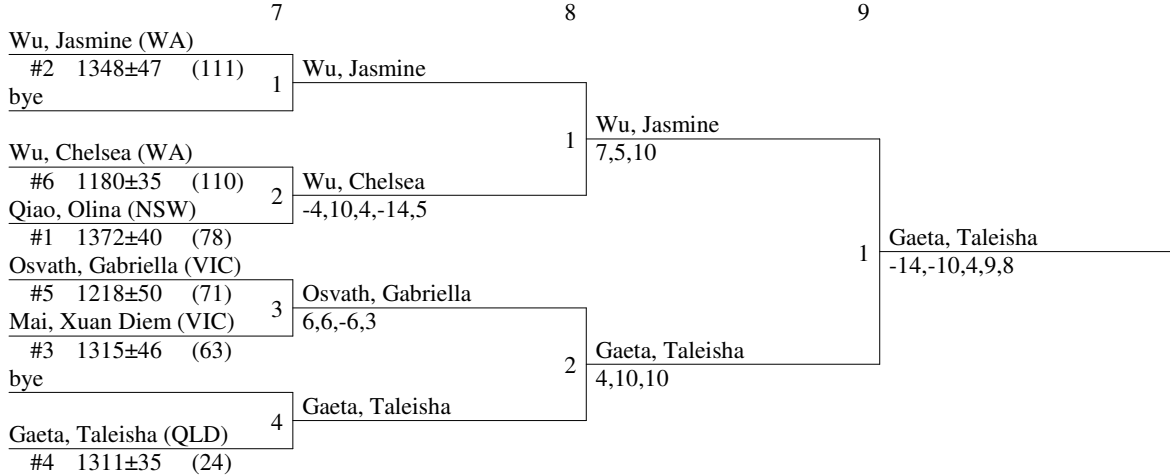 7 8 9
Wu, Jasmine (WA)
#2 1348±47 (111)
bye
1
Wu, Jasmine
Wu, Chelsea (WA)
#6 1180±35 (110)
Qiao, Olina (NSW)
#1 1372±40 (78)
2
Wu, Chelsea
-4,10,4,-14,5
1
Wu, Jasmine
7,5,10
Osvath, Gabriella (VIC)
#5 1218±50 (71)
Mai, Xuan Diem (VIC)
#3 1315±46 (63)
3
Osvath, Gabriella
6,6,-6,3
bye
Gaeta, Taleisha (QLD)
#4 1311±35 (24)
4
Gaeta, Taleisha
2
Gaeta, Taleisha
4,10,10
1
Gaeta, Taleisha
-14,-10,4,9,8